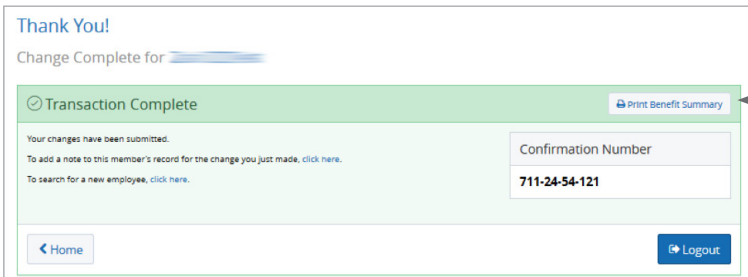 Thank You!
Change Complete for
Transaction Complete
Print Benefit Summary
Your changes have been submitted.
To add a note to this member's record for the change you just made, click here.
To search for a new employee, click here.
Confirmation Number
711-24-54-121
Home
Logout